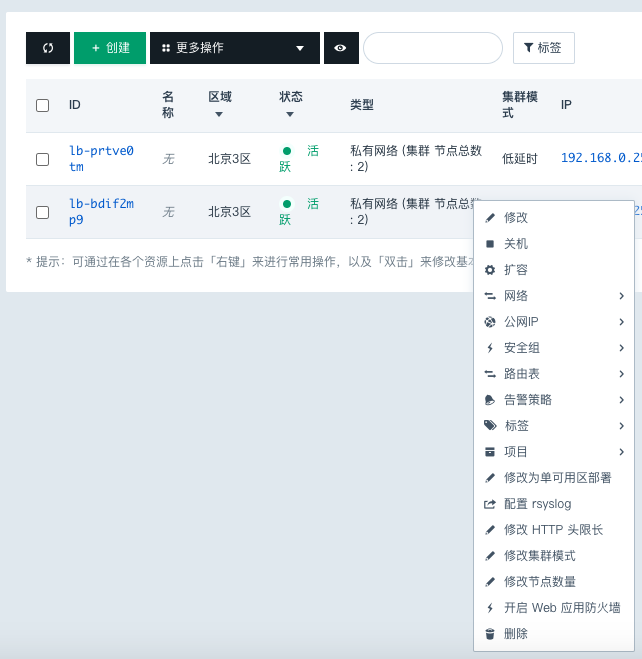 + 创建
更多操作
标签
ID
名
称
区域
状态
类型
集群模
式
IP
lb-prtve0
tm
无
北京3区
活
跃
私有网络 (集群 节点总数
: 2)
低延时
192.168.0.25
lb-bdif2m
p9
无
北京3区
活
跃
私有网络 (集群 节点总数
: 2)
* 提示：可通过在各个资源上点击「右键」来进行常用操作，以及「双击」来修改基本
修改
关机
扩容
网络
公网IP
安全组
路由表
告警策略
标签
项目
修改为单可用区部署
配置 rsyslog
修改 HTTP 头限长
修改集群模式
修改节点数量
开启 Web 应用防火墙
删除